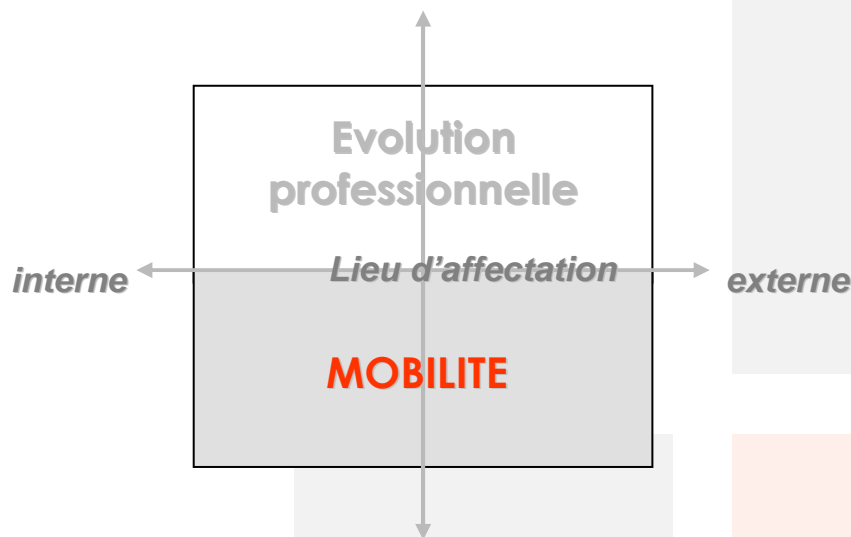 Evolution
professionnelle
interne
Lieu d'affectation
externe
MOBILITE